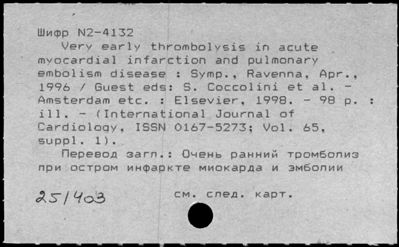 Шифр N2-4132
Very early thrombolysis in acute
myocardial infarction and pulmonary
embolism disease : Symp., Ravenna, Apr.,
1996 / Guest eds: S. Coccolini et al. -
Amsterdam etc. : Elsevier, 1998. - 98 p. :
ill. - (International Journal of
Cardiology, ISSN 0167-5273; Vol. 65,
suppl. 1).
Перевод загл.: Очень ранний тромболиз
при остром инфаркте миокарда и эмболии
25/403 см. след. карт.